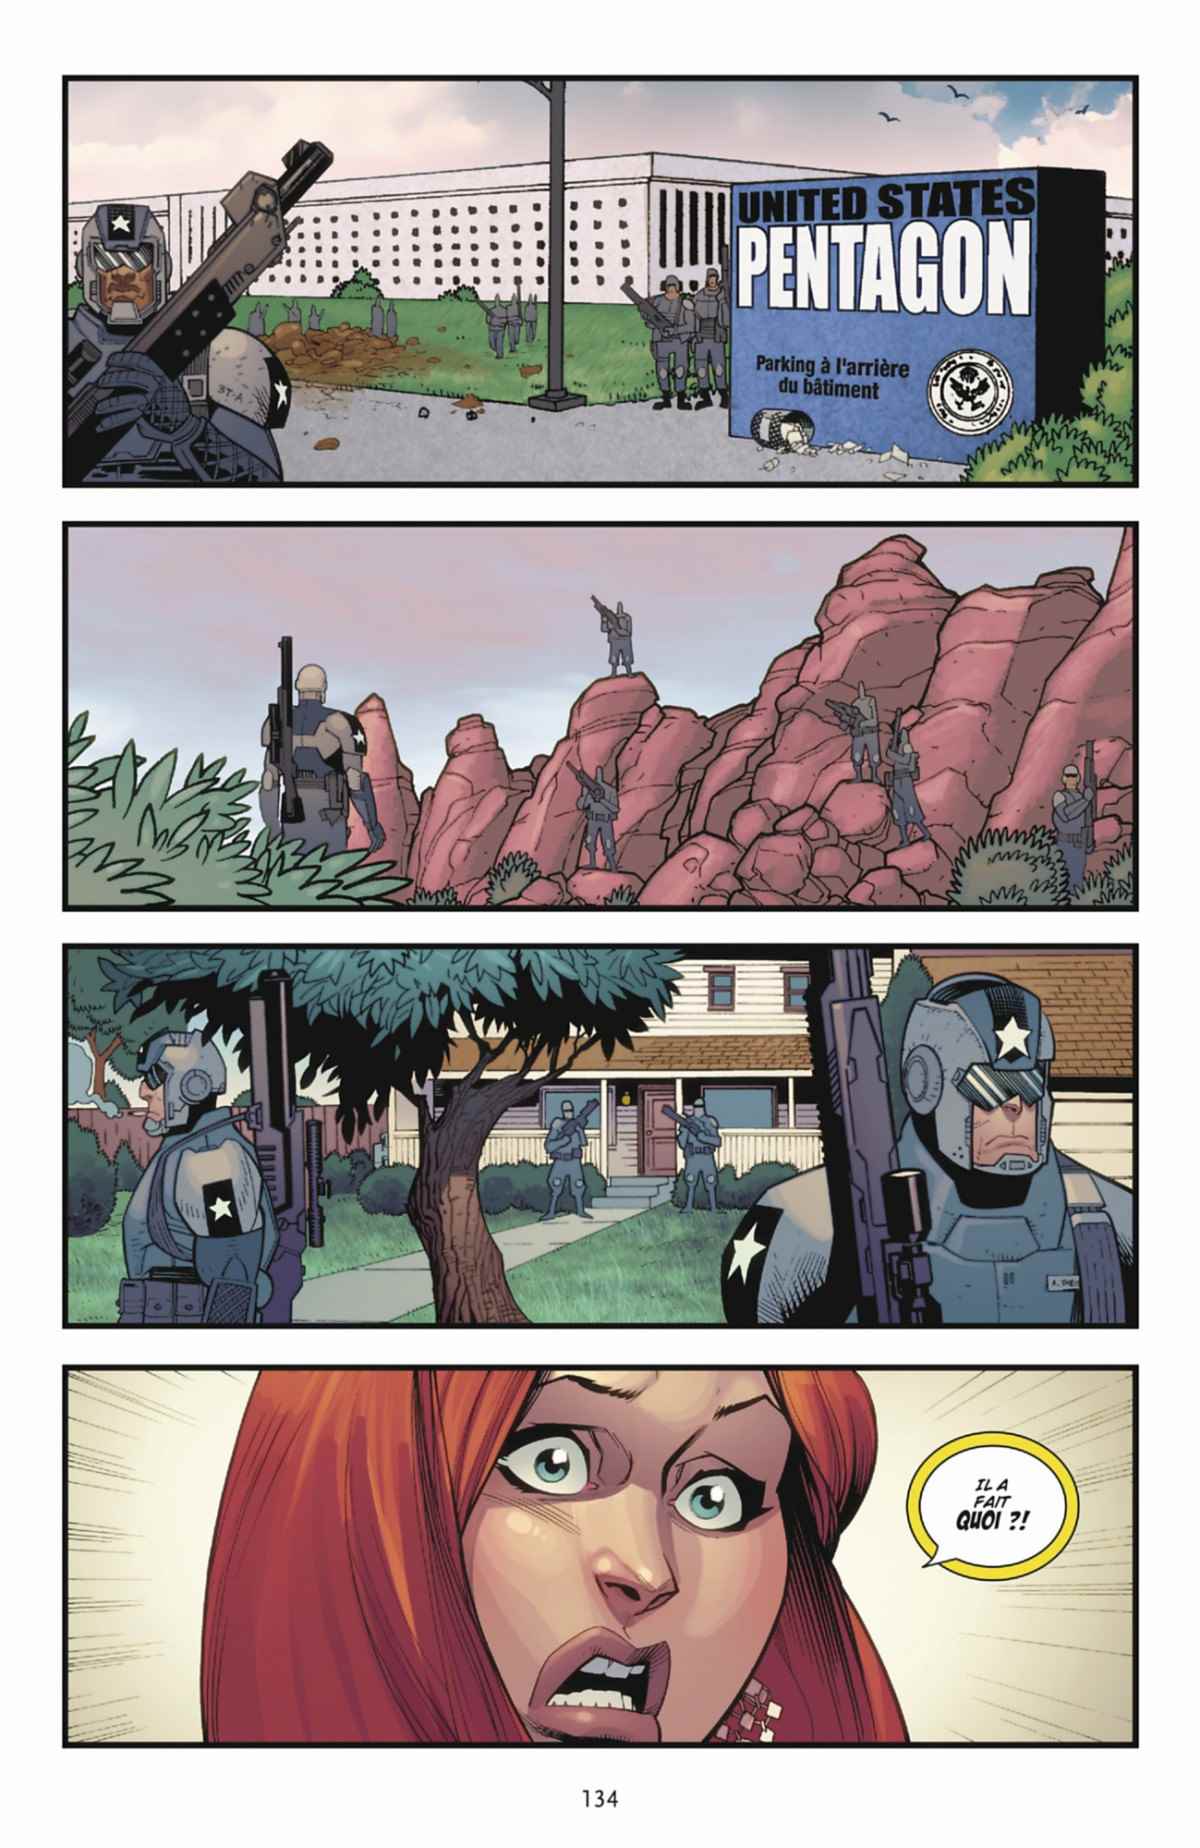 UNITED STATES
PENTAGON
Parking à l'arrière
du bâtiment
IL A
FAIT
QUOI ?!
134